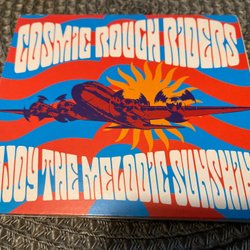 COSMIC ROUGH RIDERS
ENJOY THE MELODIC SUNSHINE